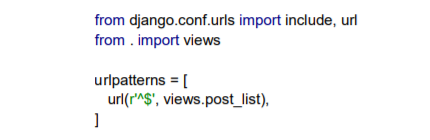 from django.conf.urls import include, url
from . import views
urlpatterns = [
url(r'^$', views.post_list),
]